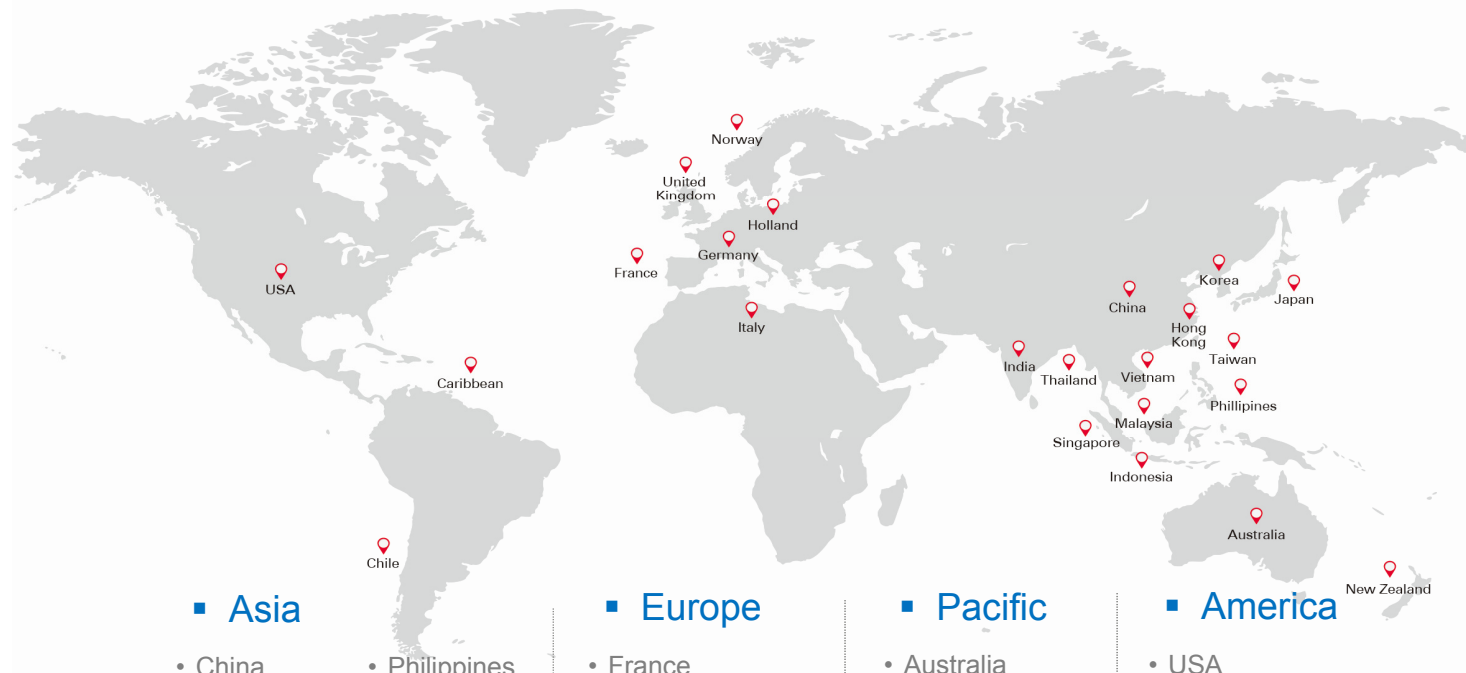 Norway
United
Kingdom
Holland
Germany
France
USA
Italy
Korea
China
Japan
Hong
Kong
Taiwan
India
Thailand
Vietnam
Caribbean
Phillipines
Malaysia
Singapore
Indonesia
Australia
Chile
New Zealand
▪ Asia
▪ Europe
▪ Pacific
▪ America
• China
• Philippines
• France
• Australia
• USA